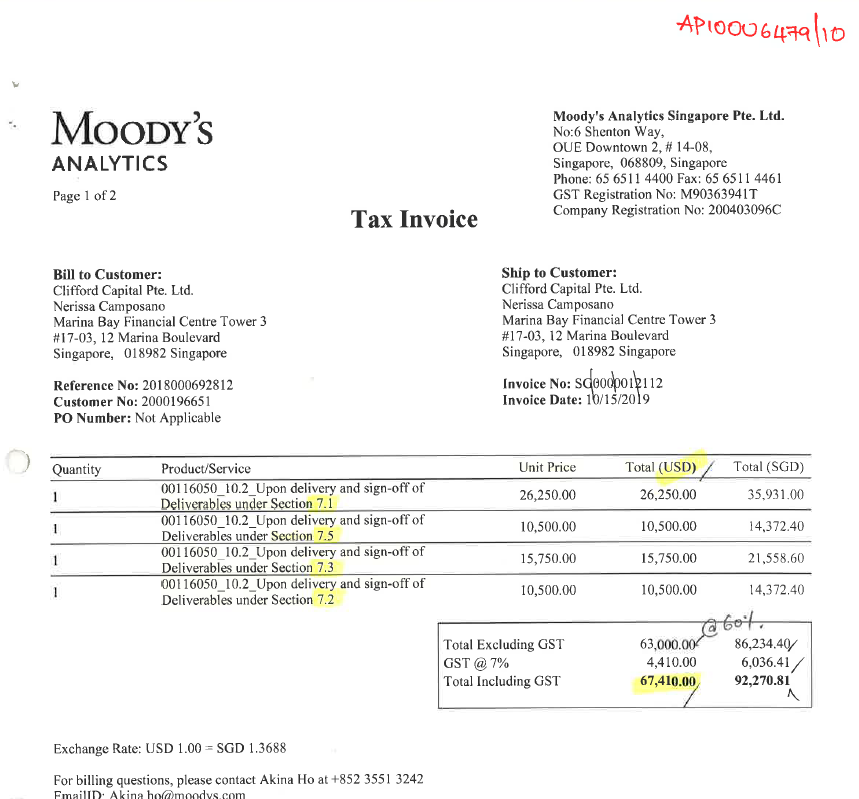 AP10006479/10
MOODY'S
ANALYTICS
Page 1 of 2
Moody's Analytics Singapore Pte. Ltd.
No:6 Shenton Way,
OUE Downtown 2, # 14-08,
Singapore, 068809, Singapore
Phone: 65 6511 4400 Fax: 65 6511 4461
GST Registration No: M90363941T
Company Registration No: 200403096C
Tax Invoice
Bill to Customer:
Clifford Capital Pte. Ltd.
Nerissa Camposano
Marina Bay Financial Centre Tower 3
#17-03, 12 Marina Boulevard
Singapore, 018982 Singapore
Ship to Customer:
Clifford Capital Pte. Ltd.
Nerissa Camposano
Marina Bay Financial Centre Tower 3
#17-03, 12 Marina Boulevard
Singapore, 018982 Singapore
Reference No: 2018000692812
Customer No: 2000196651
PO Number: Not Applicable
Invoice No: SG0000012112
Invoice Date: 10/15/2019
Quantity Product/Service Unit Price Total (USD) Total (SGD)
1 00116050_10.2_Upon delivery and sign-off of
Deliverables under Section 7.1 26,250.00 26,250.00 35,931.00
1 00116050_10.2_Upon delivery and sign-off of
Deliverables under Section 7.5 10,500.00 10,500.00 14,372.40
1 00116050_10.2_Upon delivery and sign-off of
Deliverables under Section 7.3 15,750.00 15,750.00 21,558.60
1 00116050_10.2_Upon delivery and sign-off of
Deliverables under Section 7.2 10,500.00 10,500.00 14,372.40
@60%.
Total Excluding GST 63,000.00 86,234.40
GST @ 7% 4,410.00 6,036.41
Total Including GST 67,410.00 92,270.81
Exchange Rate: USD 1.00 = SGD 1.3688
For billing questions, please contact Akina Ho at +852 3551 3242
EmailID: Akina.ho@moodys.com